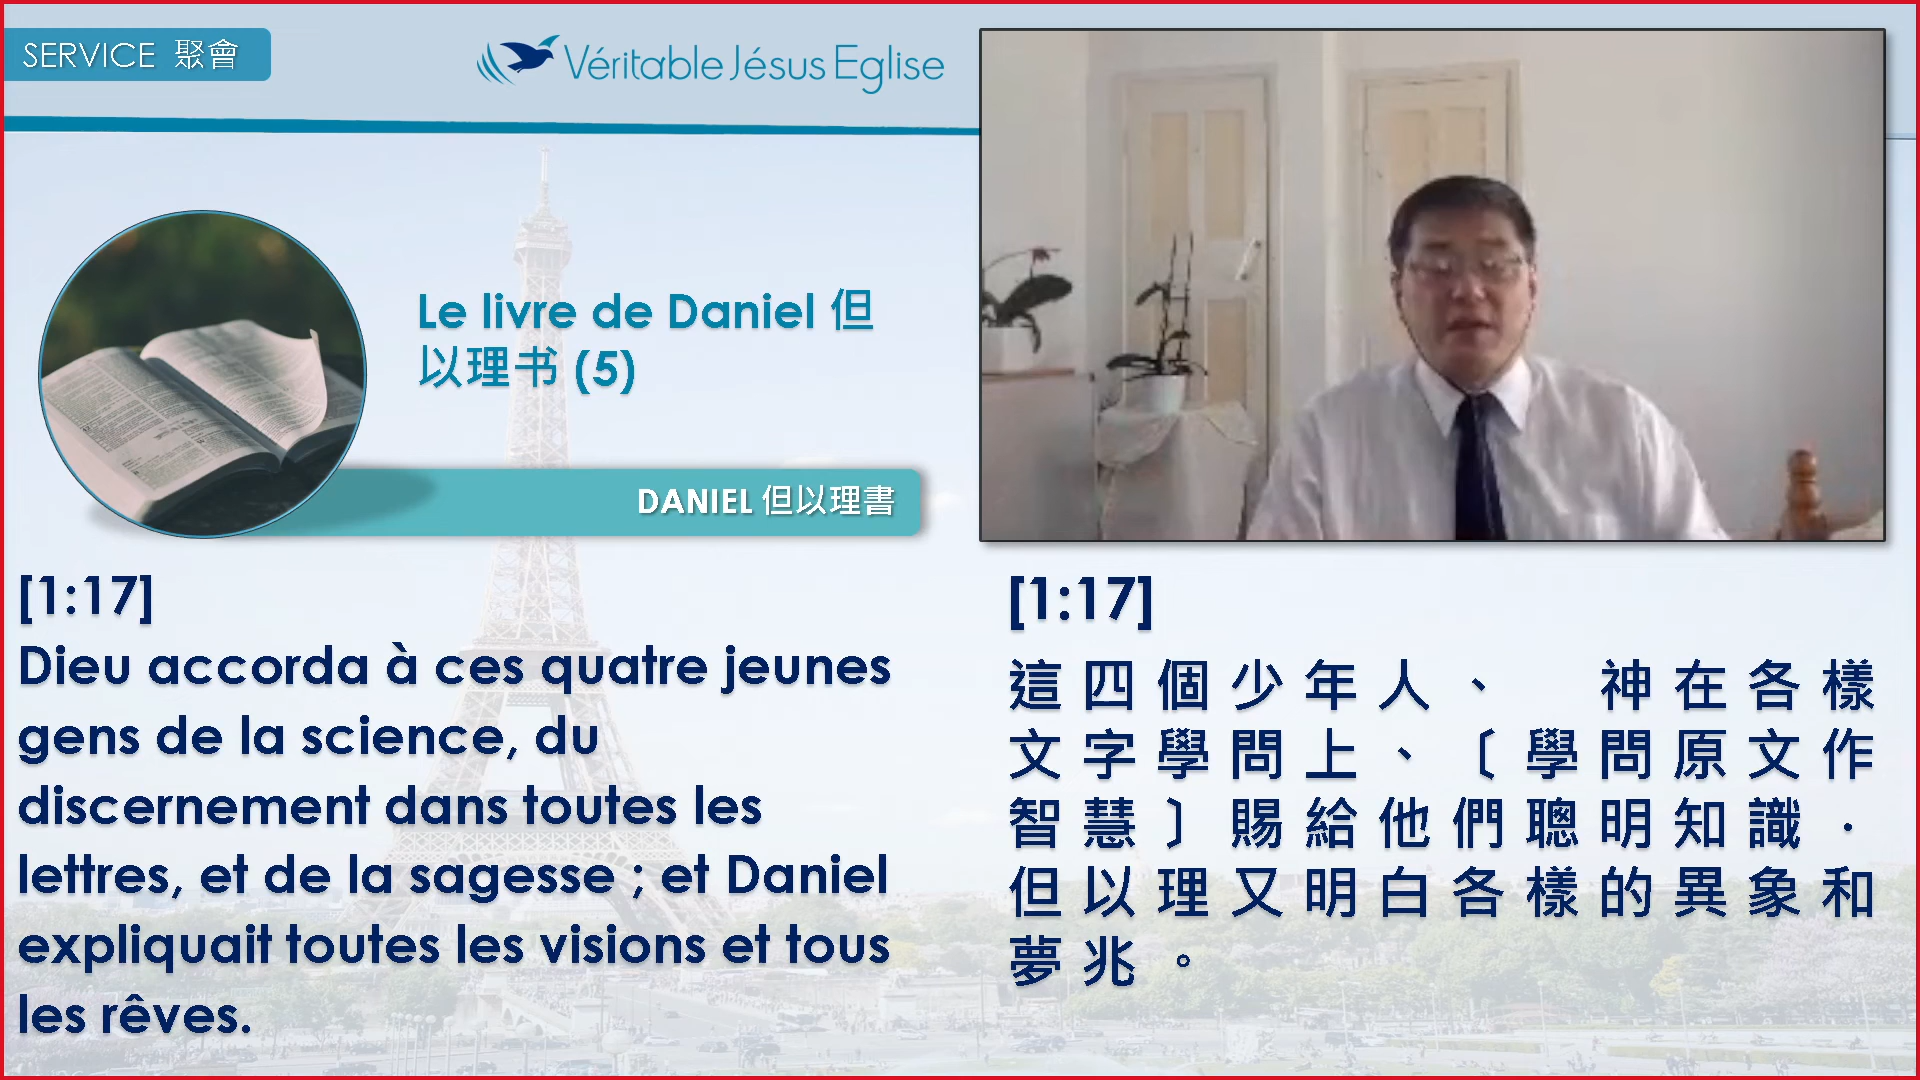 SERVICE 聚會
Véritable Jésus Eglise
Le livre de Daniel 但
以理书 (5)
DANIEL 但以理書
[1:17]
Dieu accorda à ces quatre jeunes
gens de la science, du
discernement dans toutes les
lettres, et de la sagesse ; et Daniel
expliquait toutes les visions et tous
les rêves.
[1:17]
這四個少年人、　神在各樣
文字學問上、〔學問原文作
智慧〕賜給他們聰明知識．
但以理又明白各樣的異象和
夢兆。